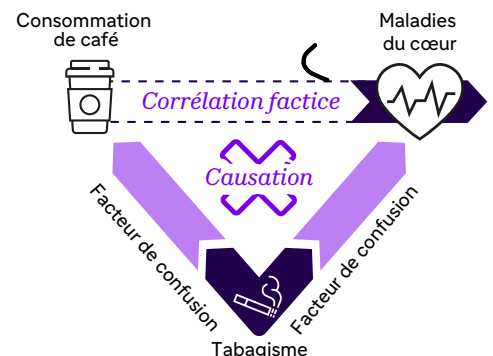 Consommation
de café
Maladies
du cœur
Corrélation factice
Causation
Facteur de confusion
Facteur de confusion
Tabagisme